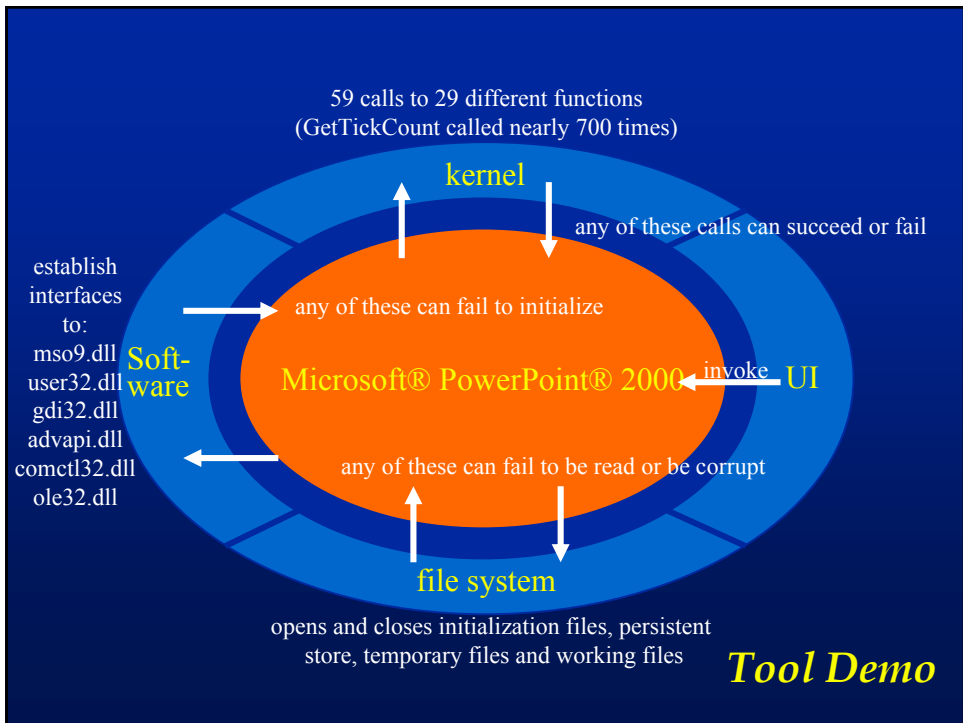 59 calls to 29 different functions
(GetTickCount called nearly 700 times)
kernel
any of these calls can succeed or fail
establish
interfaces
to:
mso9.dll
user32.dll
gdi32.dll
advapi.dll
comctl32.dll
ole32.dll
Soft-
ware
any of these can fail to initialize
Microsoft® PowerPoint® 2000
invoke
UI
any of these can fail to be read or be corrupt
file system
opens and closes initialization files, persistent
store, temporary files and working files
Tool Demo